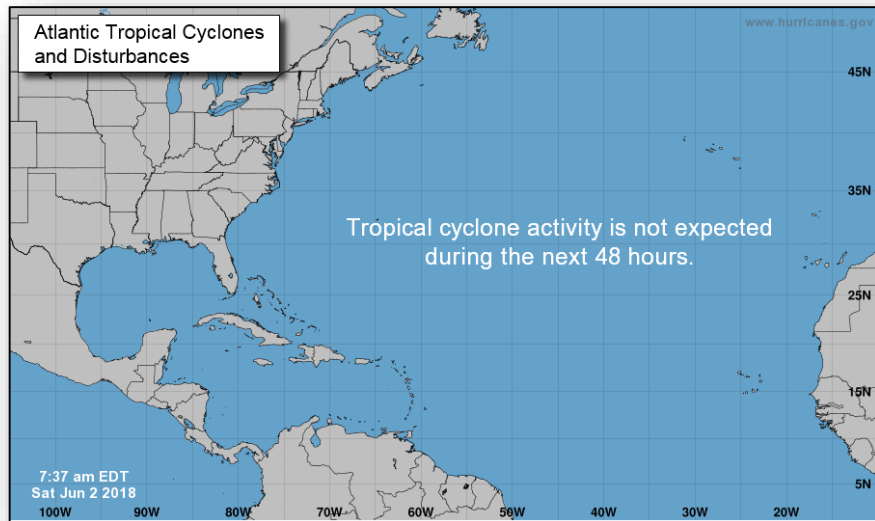 Atlantic Tropical Cyclones
and Disturbances
www.hurricanes.gov
45N
35N
Tropical cyclone activity is not expected
during the next 48 hours.
25N
15N
7:37 am EDT
Sat Jun 2 2018
5N
100W 90W 80W 70W 60W 50W 40W 30W 20W